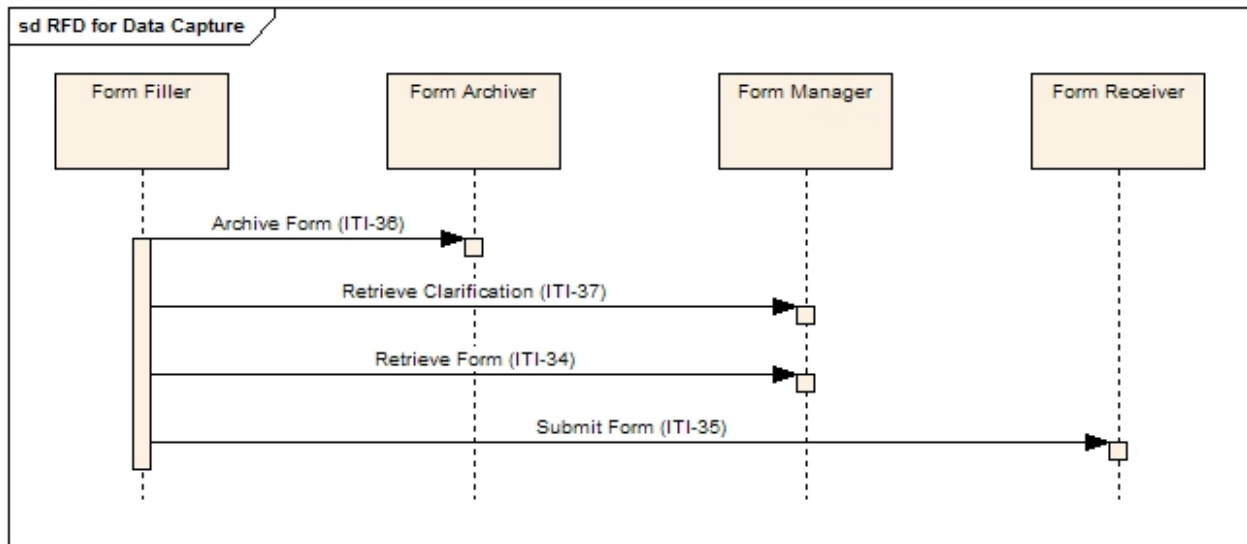 sd RFD for Data Capture
Form Filler
Form Archiver
Form Manager
Form Receiver
Archive Form (ITI-36)
Retrieve Clarification (ITI-37)
Retrieve Form (ITI-34)
Submit Form (ITI-35)